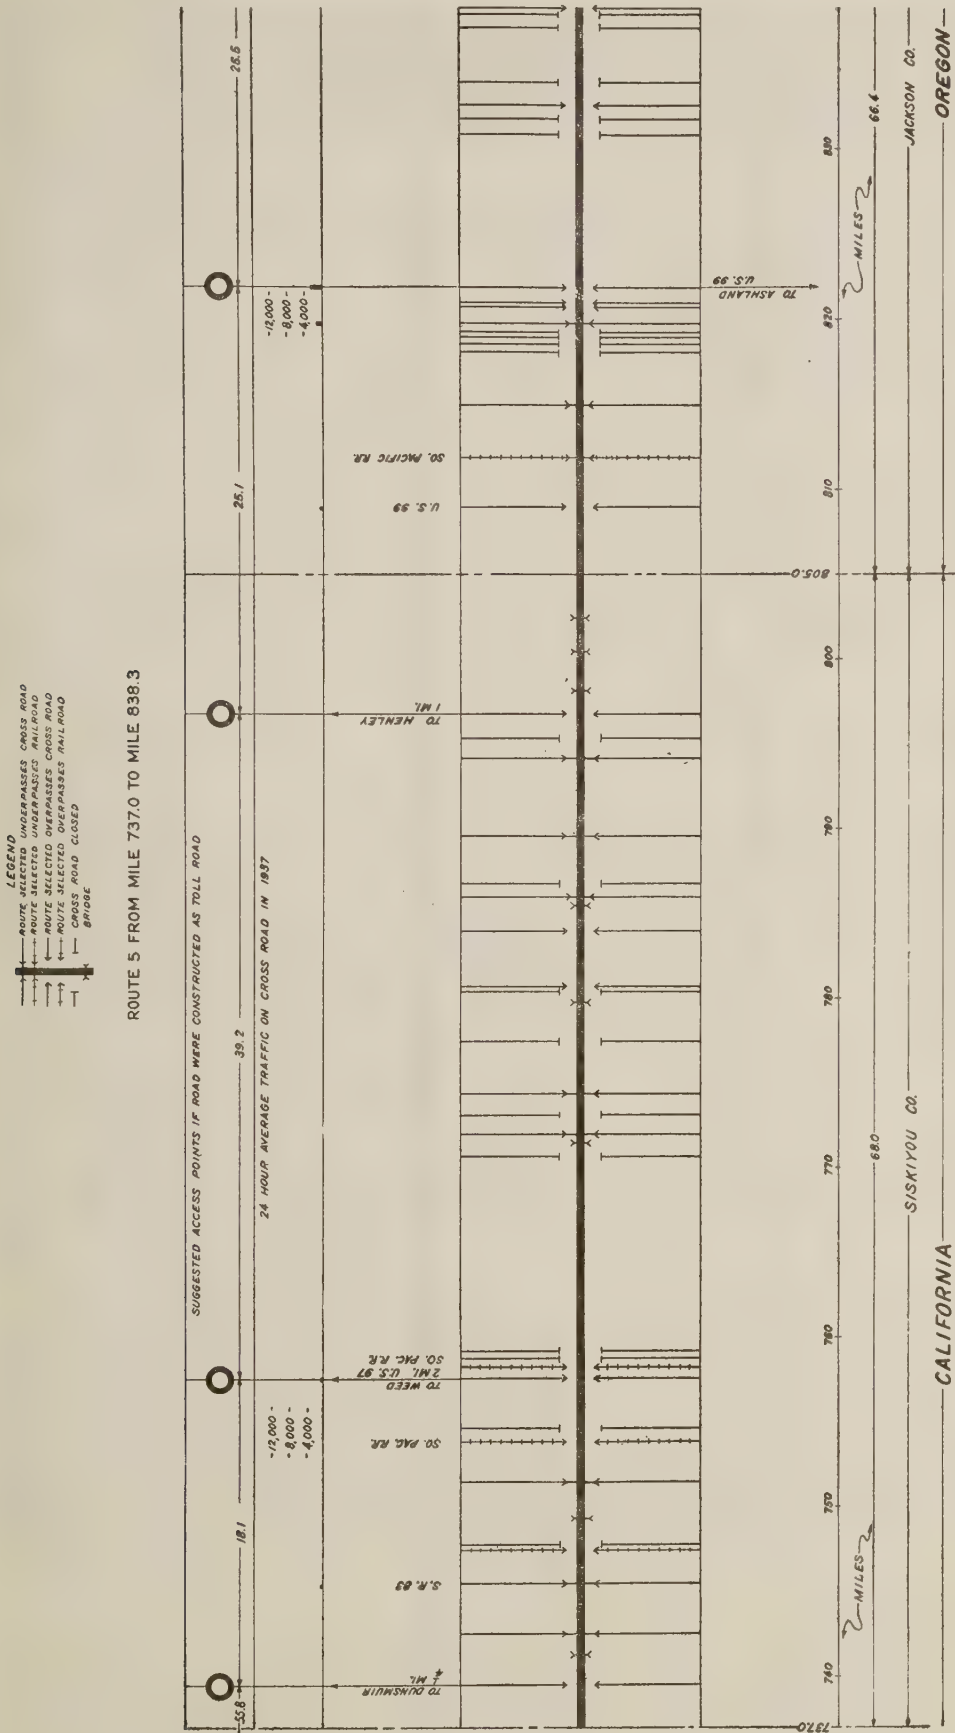 LEGEND
ROUTE SELECTED UNDERPASSES CROSS ROAD
ROUTE SELECTED UNDERPASSES RAILROAD
ROUTE SELECTED OVERPASSES CROSS ROAD
ROUTE SELECTED OVERPASSES RAILROAD
CROSS ROAD CLOSED
BRIDGE
ROUTE 5 FROM MILE 737.0 TO MILE 838.3
SUGGESTED ACCESS POINTS IF ROAD WERE CONSTRUCTED AS TOLL ROAD
55.8
18.1
39.2
25.1
26.5
24 HOUR AVERAGE TRAFFIC ON CROSS ROAD IN 1937
-12,000-
-8,000-
-4,000-
-12,000-
-8,000-
-4,000-
TO DUNSMUIR
MI.
S.R. 83
SO. PAC. R.R.
TO WEED
2 MI. U.S. 97
SO. PAC. R.R.
TO HENLEY
1 MI.
U.S. 99
SO. PACIFIC R.R.
TO ASHLAND
U.S. 99
737.0
740
750
760
770
780
790
800
805.0
810
820
830
MILES
MILES
68.0
66.4
SISKIYOU CO.
JACKSON CO.
CALIFORNIA
OREGON